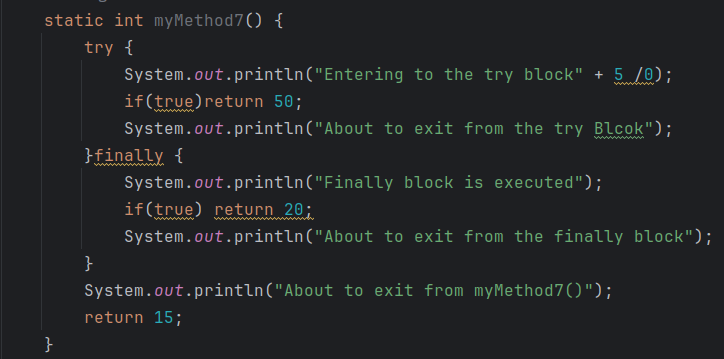 static int myMethod7() {
try {
System.out.println("Entering to the try block" + 5 /0);
if(true)return 50;
System.out.println("About to exit from the try Blcok");
}finally {
System.out.println("Finally block is executed");
if(true) return 20;
System.out.println("About to exit from the finally block");
}
System.out.println("About to exit from myMethod7()");
return 15;
}